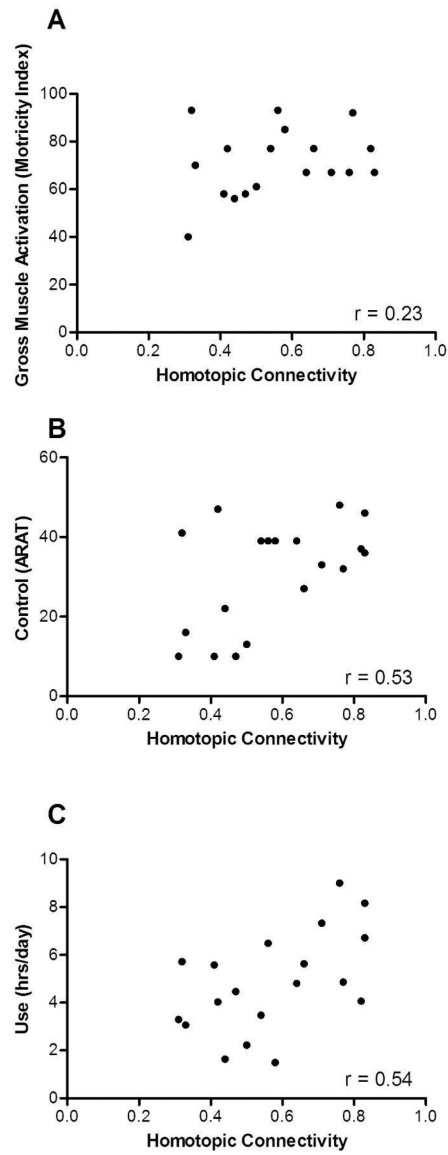 A
Gross Muscle Activation (Motricity Index)
100
80
60
40
20
0
0.0 0.2 0.4 0.6 0.8 1.0
r = 0.23
Homotopic Connectivity
B
Control (ARAT)
60
40
20
0
0.0 0.2 0.4 0.6 0.8 1.0
r = 0.53
Homotopic Connectivity
C
Use (hrs/day)
10
8
6
4
2
0
0.0 0.2 0.4 0.6 0.8 1.0
r = 0.54
Homotopic Connectivity